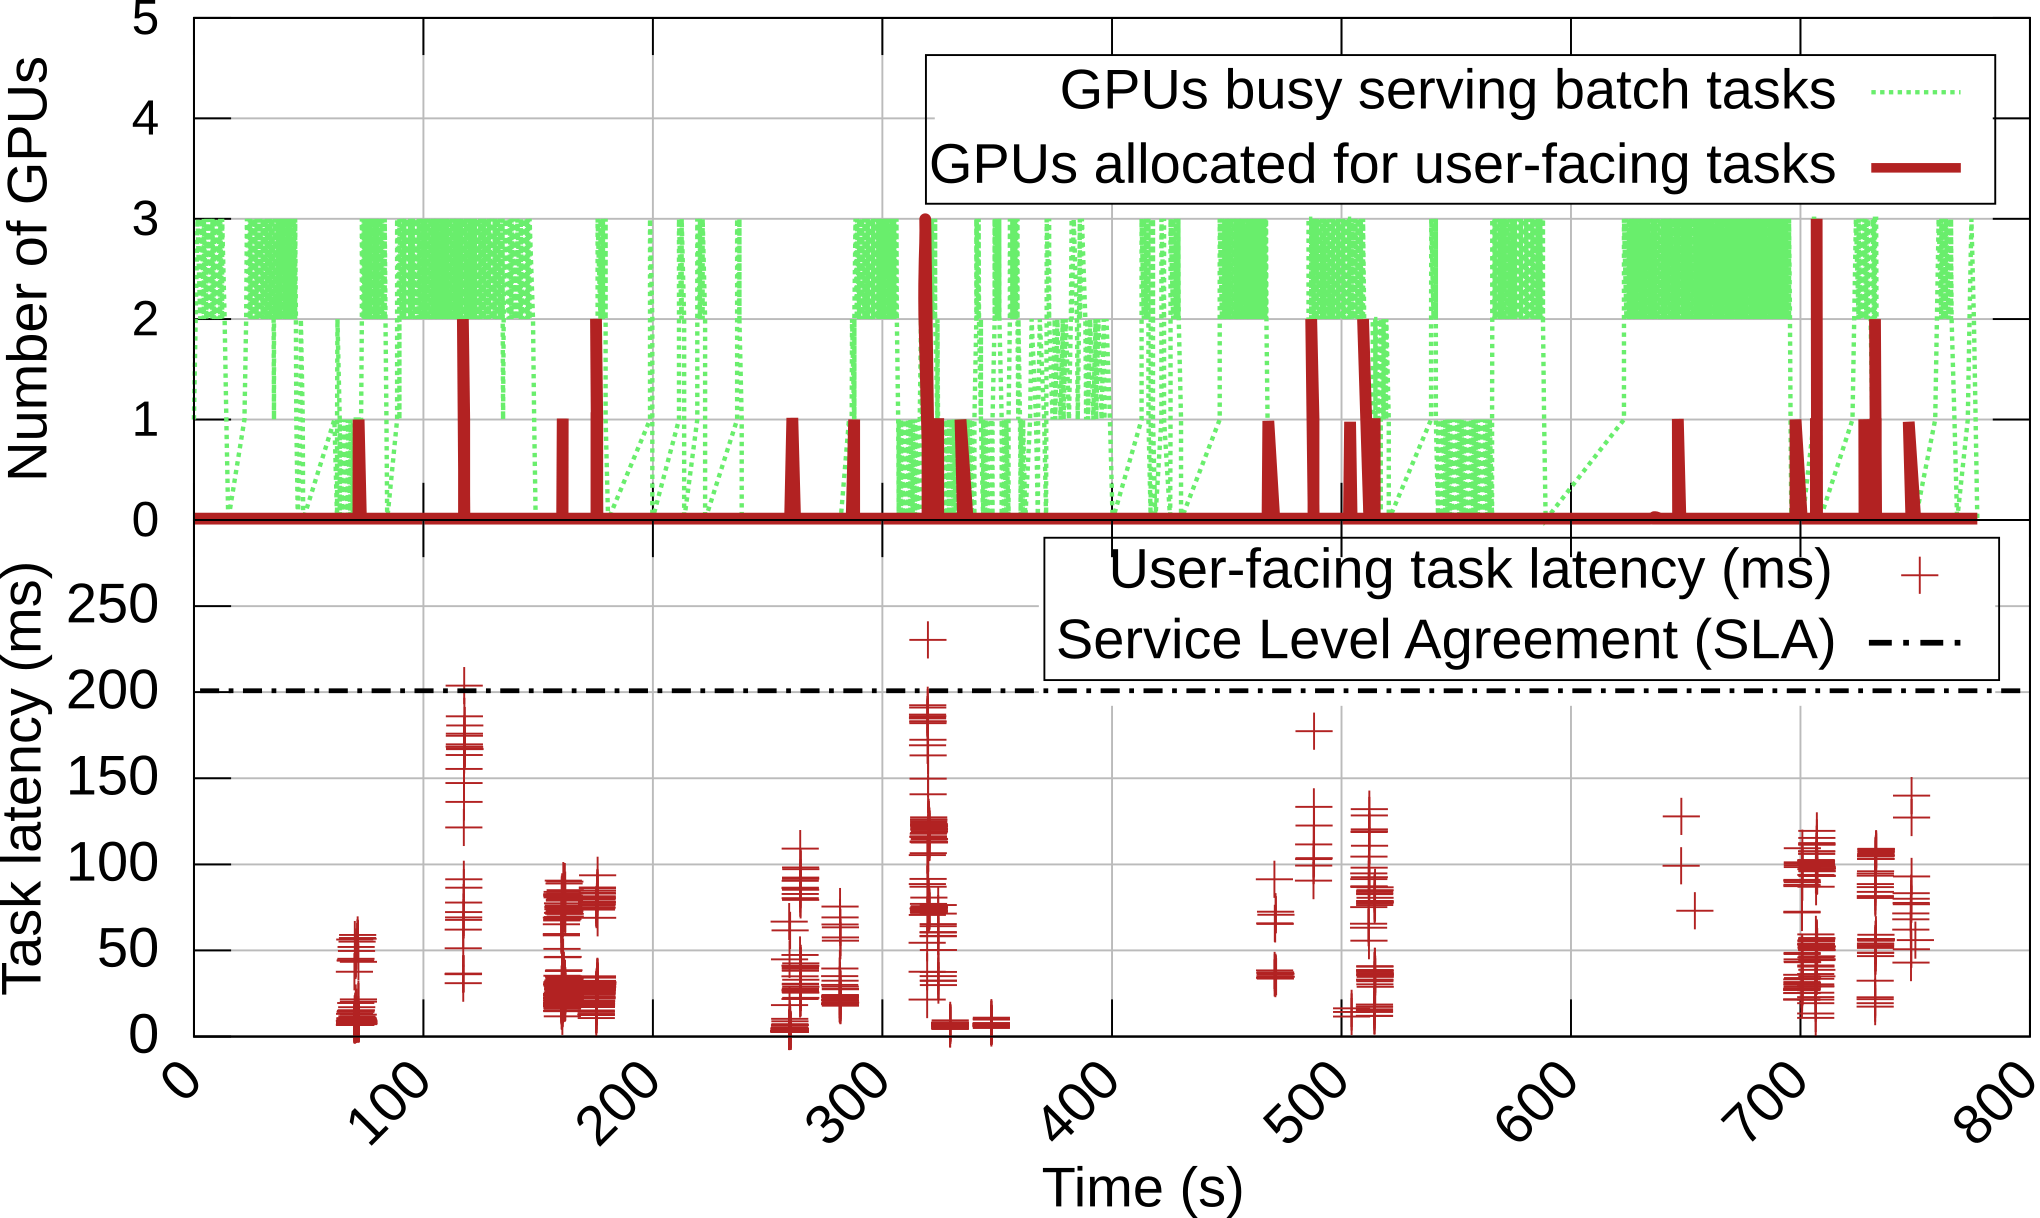 Number of GPUs
5
4
3
2
1
0
GPUs busy serving batch tasks
GPUs allocated for user-facing tasks
Task latency (ms)
250
200
150
100
50
0
User-facing task latency (ms)
Service Level Agreement (SLA)
0 100 200 300 400 500 600 700 800
Time (s)